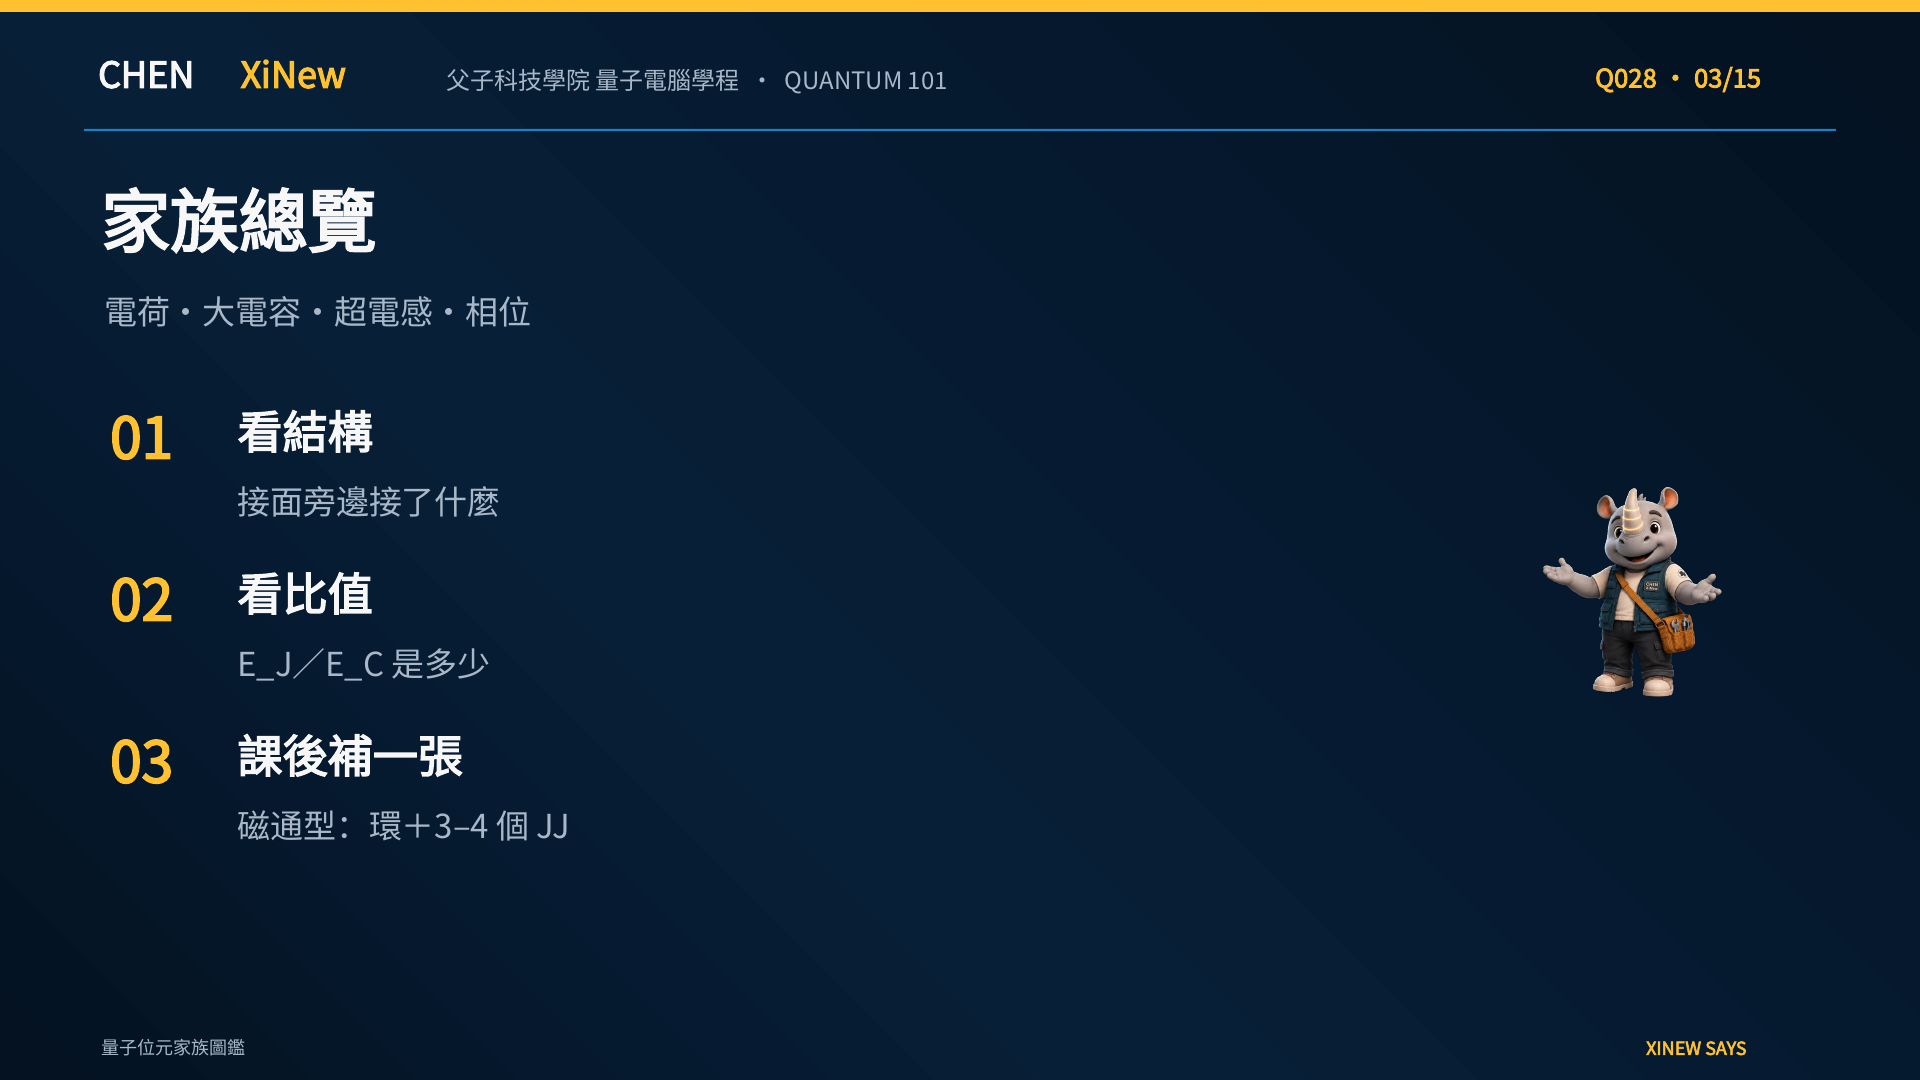 CHEN XiNew 父子科技學院 量子電腦學程 • QUANTUM 101 Q028 • 03/15
家族總覽
電荷・大電容・超電感・相位
01 看結構
接面旁邊接了什麼
02 看比值
E_J／E_C 是多少
03 課後補一張
磁通型：環＋3–4 個 JJ
CHEN
XiNew
量子位元家族圖鑑 XINEW SAYS